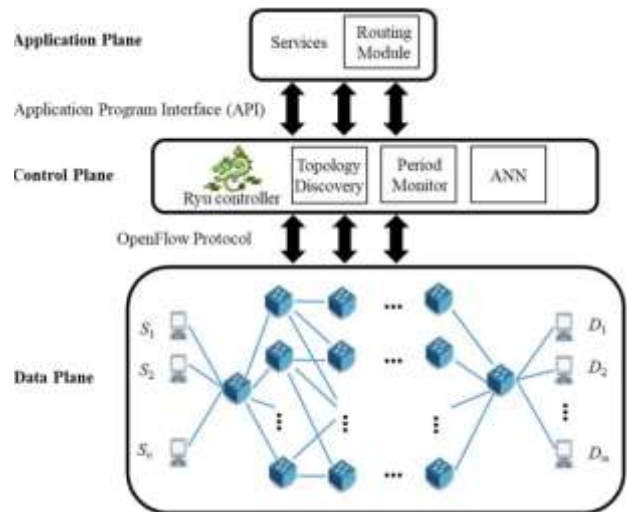 Application Plane
Services
Routing
Module
Application Program Interface (API)
Control Plane
Ryu controller
Topology
Discovery
Period
Monitor
ANN
OpenFlow Protocol
Data Plane
S1
S2
Sn
...
...
...
...
D1
D2
Dm